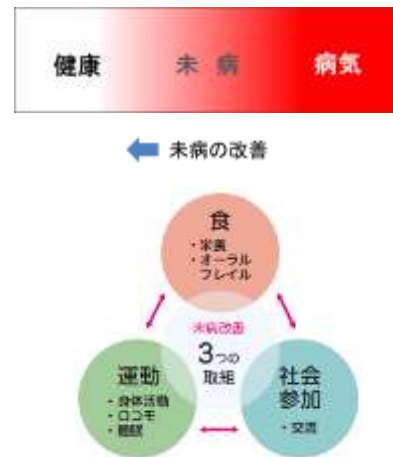 健康 未病 病気
未病の改善
食
・栄養
・オーラル
フレイル
未病改善
3つの
取組
運動
・身体活動
・ロコモ
・睡眠
社会
参加
・交流